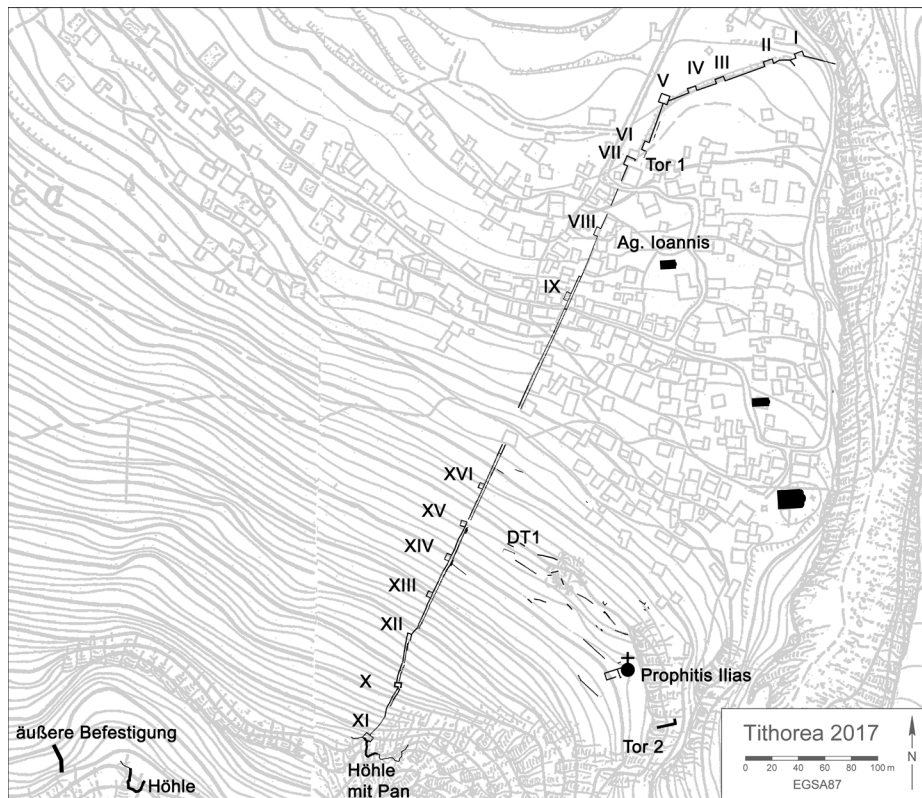 I
II
III
IV
V
VI
VII
Tor 1
VIII
Ag. Ioannis
IX
XVI
XV
DT1
XIV
XIII
XII
X
Prophitis Ilias
XI
äußere Befestigung
Tor 2
Höhle
Höhle
mit Pan
Tithorea 2017
0 20 40 60 80 100 m
EGSA87
N